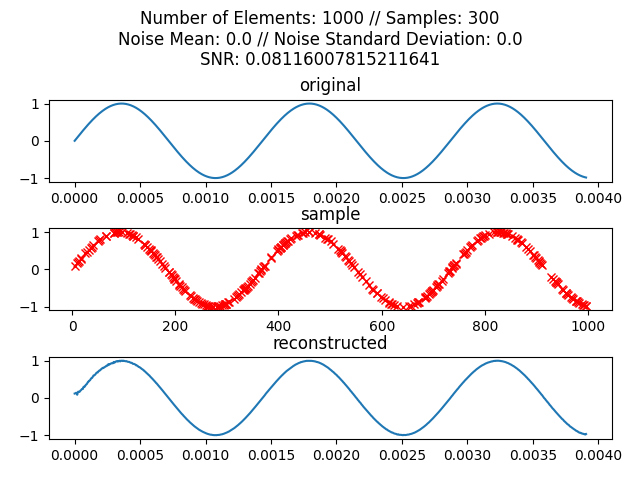 Number of Elements: 1000 // Samples: 300
Noise Mean: 0.0 // Noise Standard Deviation: 0.0
SNR: 0.08116007815211641
original
1
0
−1
0.0000 0.0005 0.0010 0.0015 0.0020 0.0025 0.0030 0.0035 0.0040
sample
1
0
−1
0 200 400 600 800 1000
reconstructed
1
0
−1
0.0000 0.0005 0.0010 0.0015 0.0020 0.0025 0.0030 0.0035 0.0040